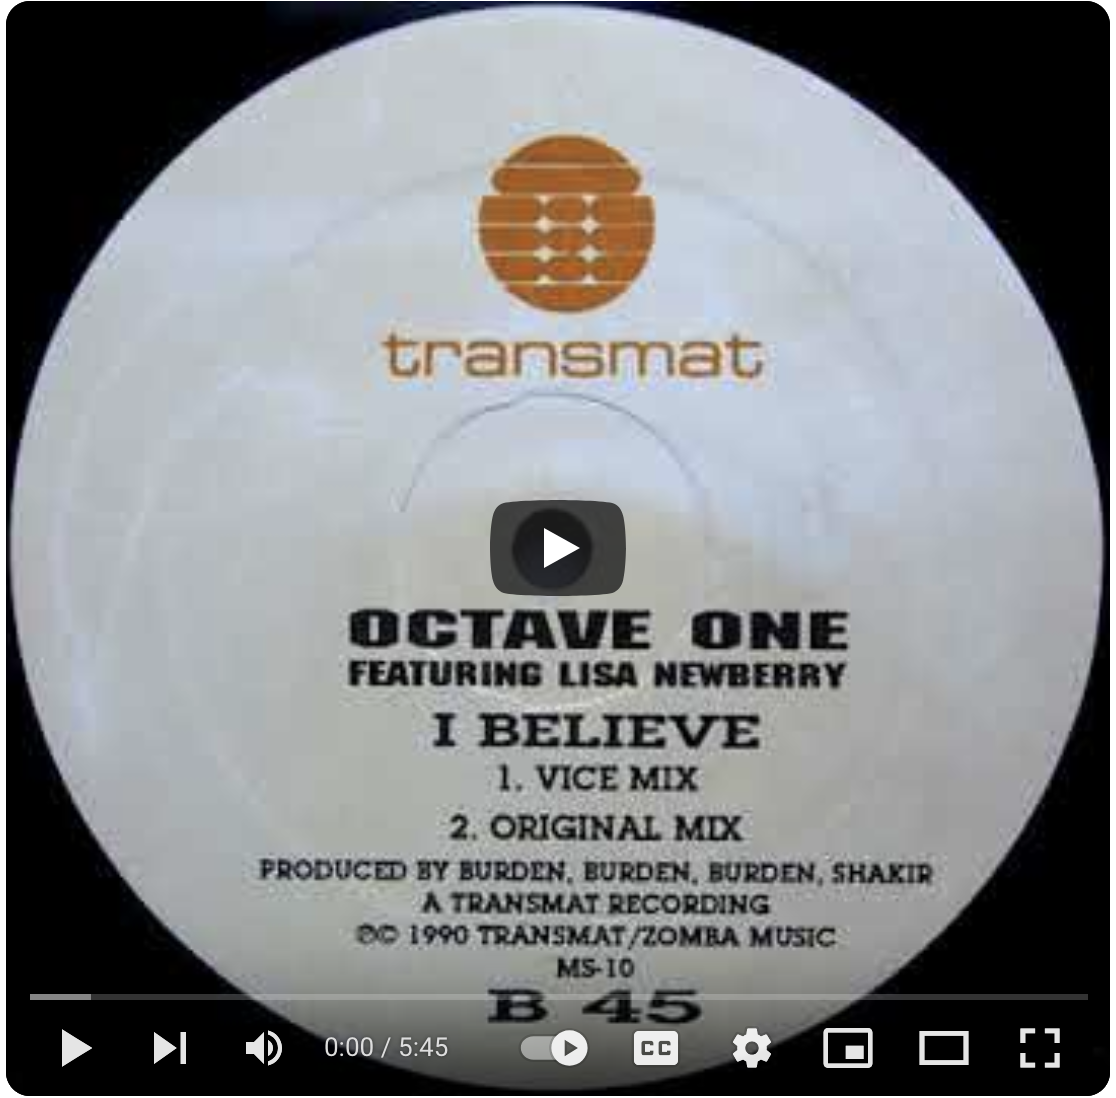 transmat
OCTAVE ONE
FEATURING LISA NEWBERRY
I BELIEVE
1. VICE MIX
2. ORIGINAL MIX
PRODUCED BY BURDEN, BURDEN, BURDEN, SHAKIR
A TRANSMAT RECORDING
℗© 1990 TRANSMAT/ZOMBA MUSIC
MS-10
B 45
0:00 / 5:45 CC